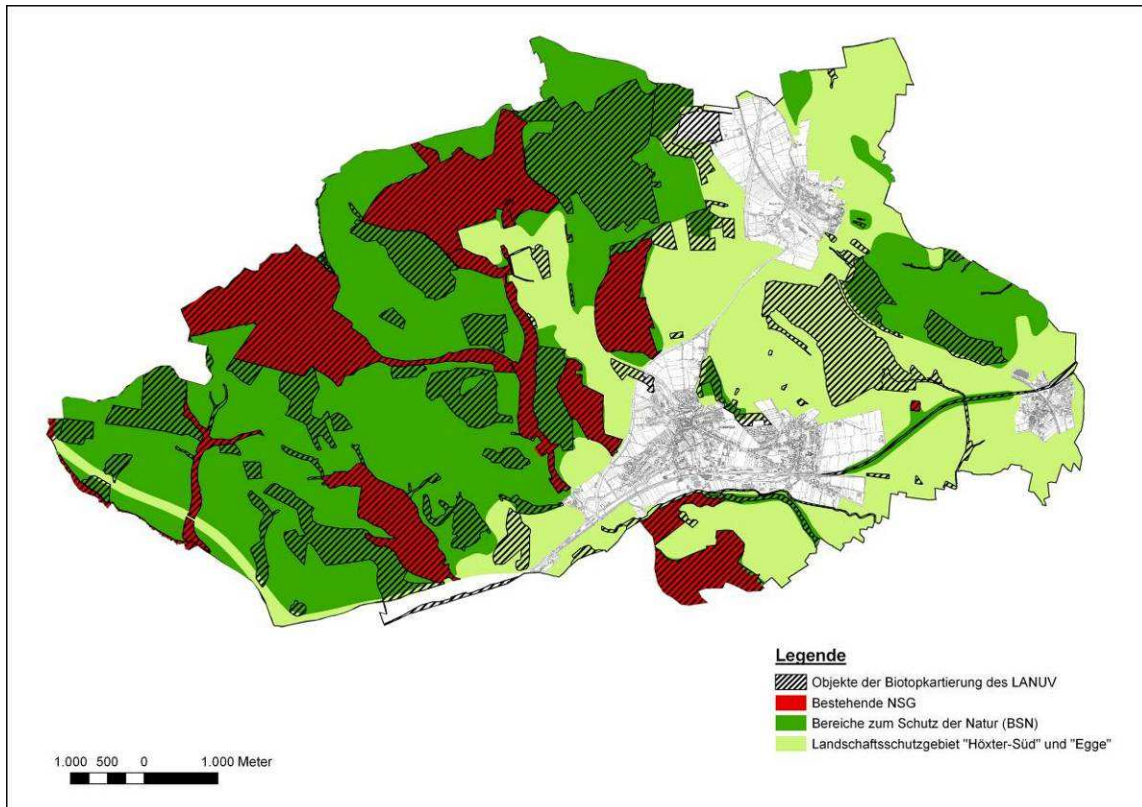 Legende
Objekte der Biotopkartierung des LANUV
Bestehende NSG
Bereiche zum Schutz der Natur (BSN)
Landschaftsschutzgebiet "Höxter-Süd" und "Egge"
1.000 500 0 1.000 Meter